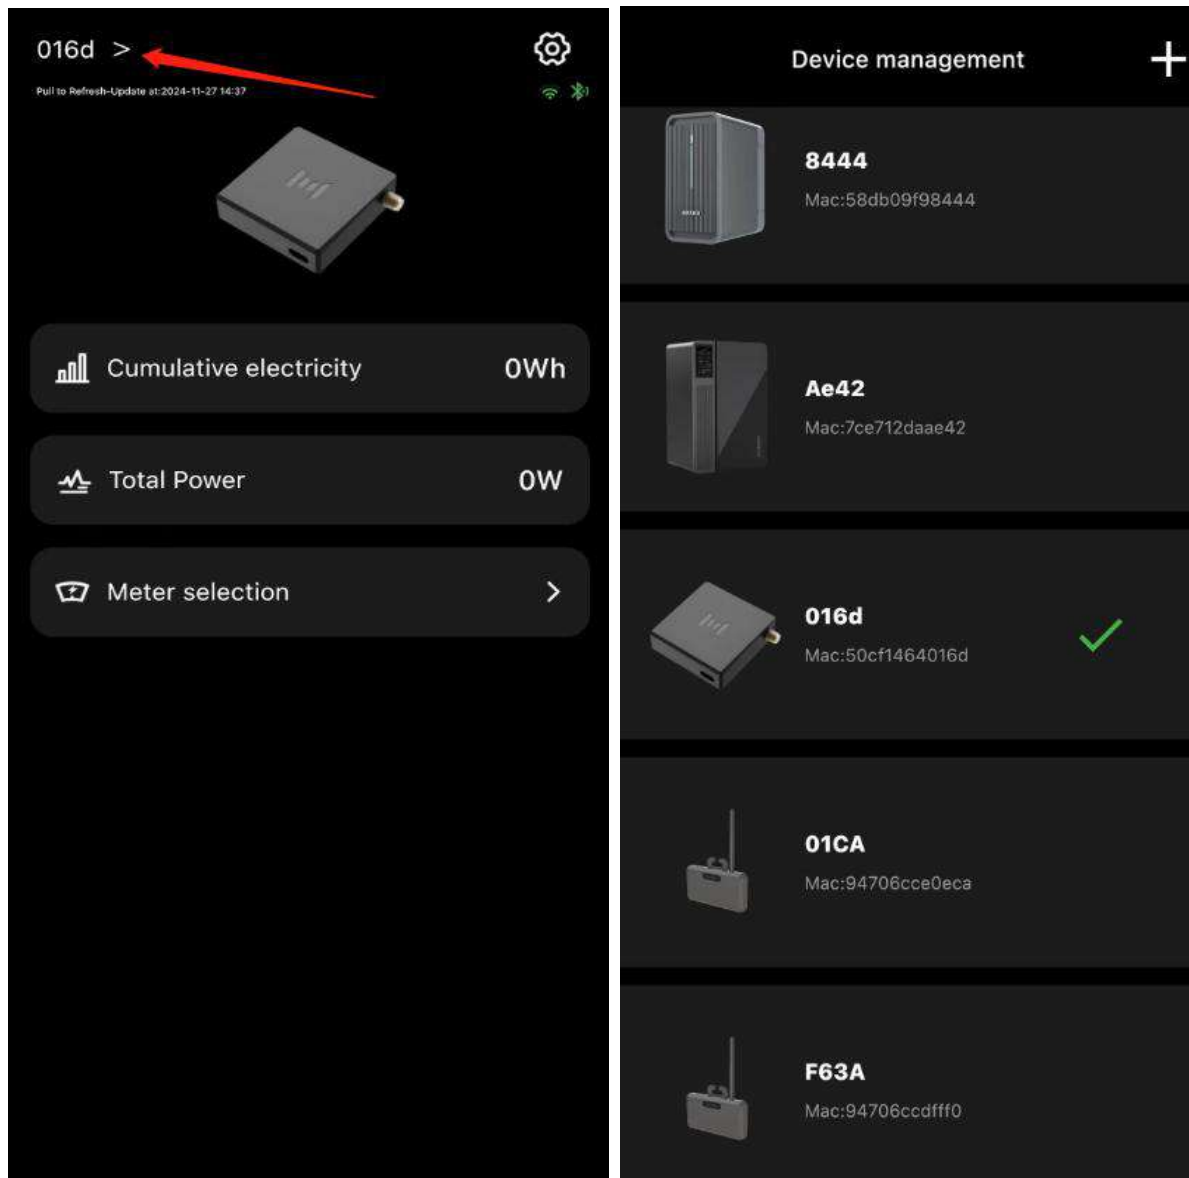 016d >
Pull to Refresh-Update at:2024-11-27 14:37
Cumulative electricity 0Wh
Total Power 0W
Meter selection >
Device management +
8444
Mac:58db09f98444
Ae42
Mac:7ce712daae42
016d
Mac:50cf1464016d
01CA
Mac:94706cce0eca
F63A
Mac:94706ccdfff0